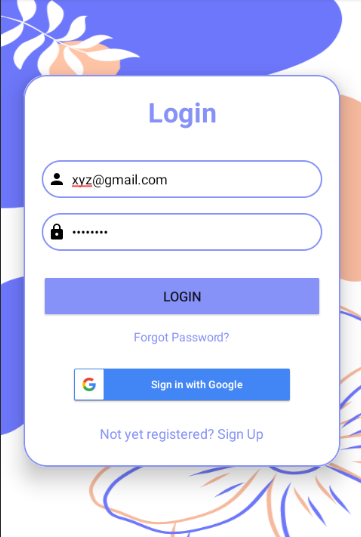 Login
xyz@gmail.com
••••••••
LOGIN
Forgot Password?
Sign in with Google
Not yet registered? Sign Up